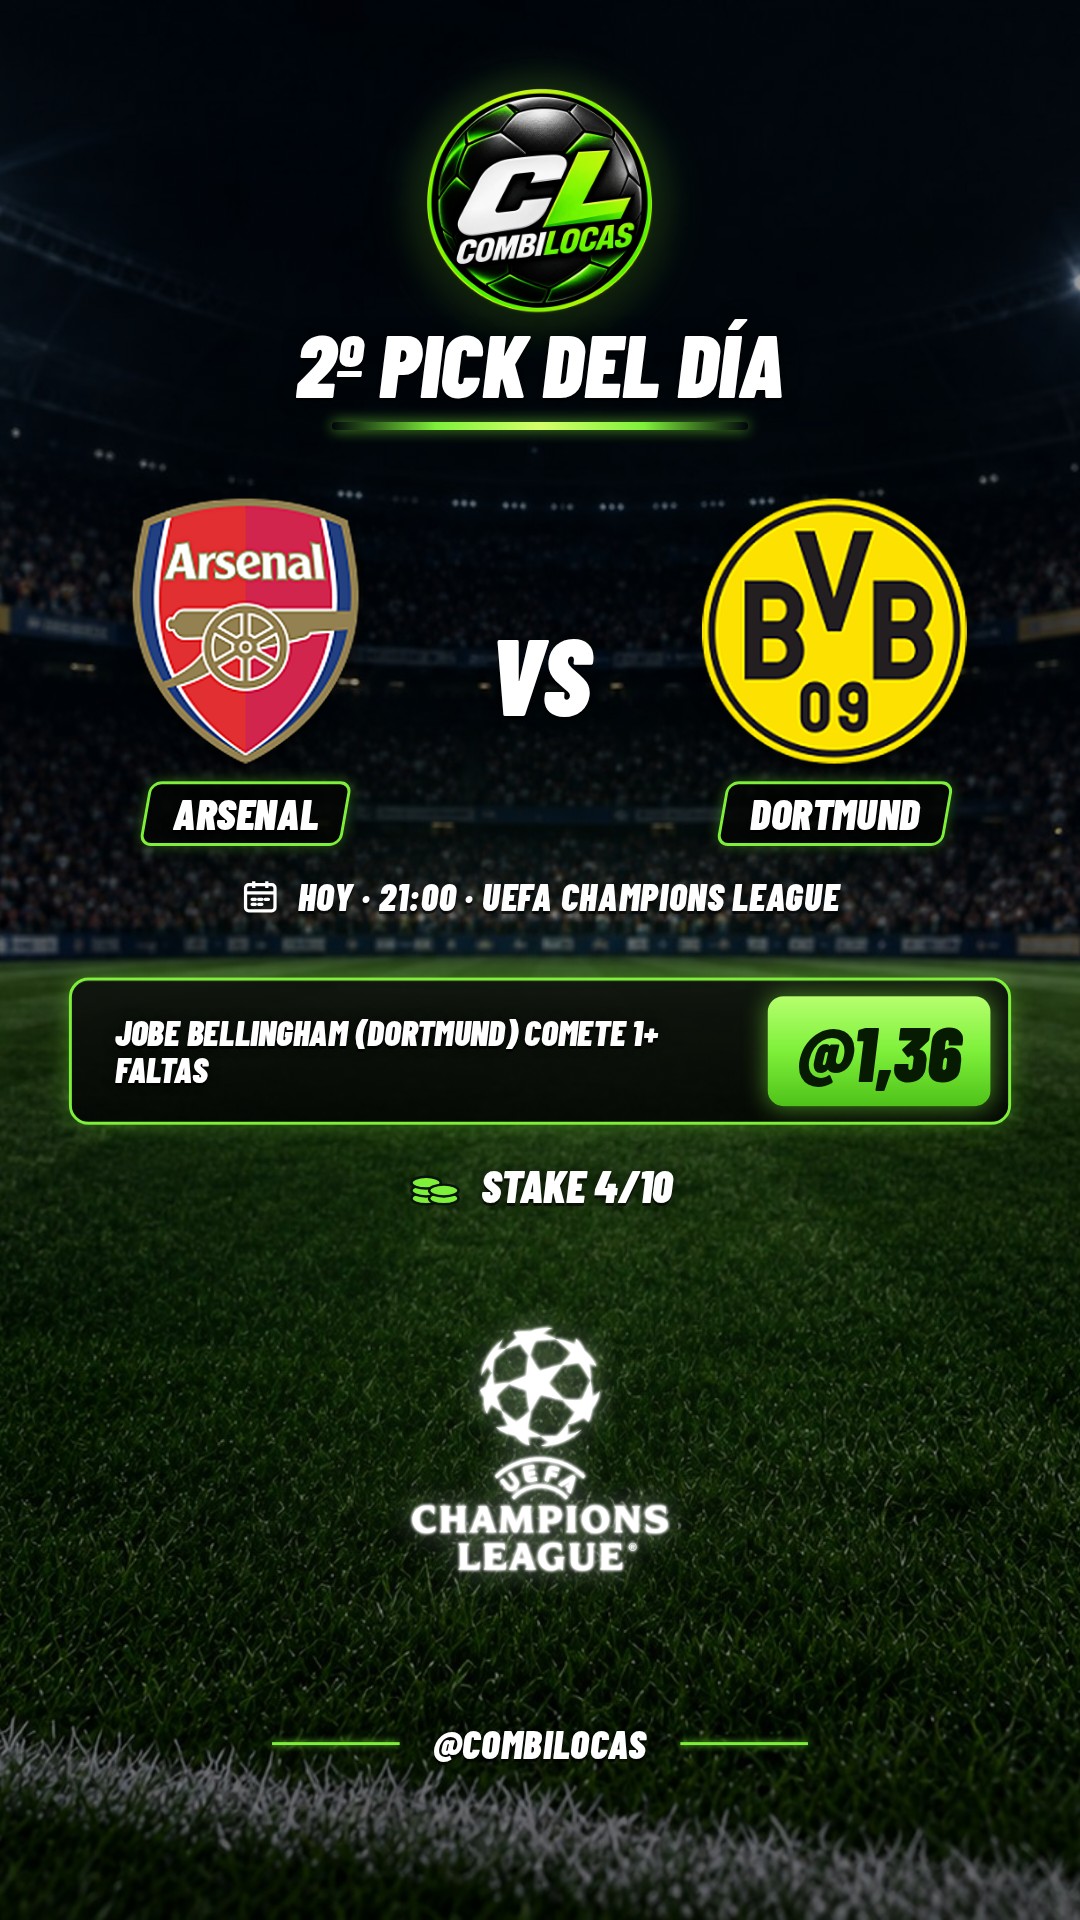 CL
COMBILOCAS
2º PICK DEL DÍA
Arsenal
VS
BVB
09
ARSENAL
DORTMUND
HOY · 21:00 · UEFA CHAMPIONS LEAGUE
JOBE BELLINGHAM (DORTMUND) COMETE 1+
FALTAS
@1,36
STAKE 4/10
UEFA
CHAMPIONS
LEAGUE®
@COMBILOCAS